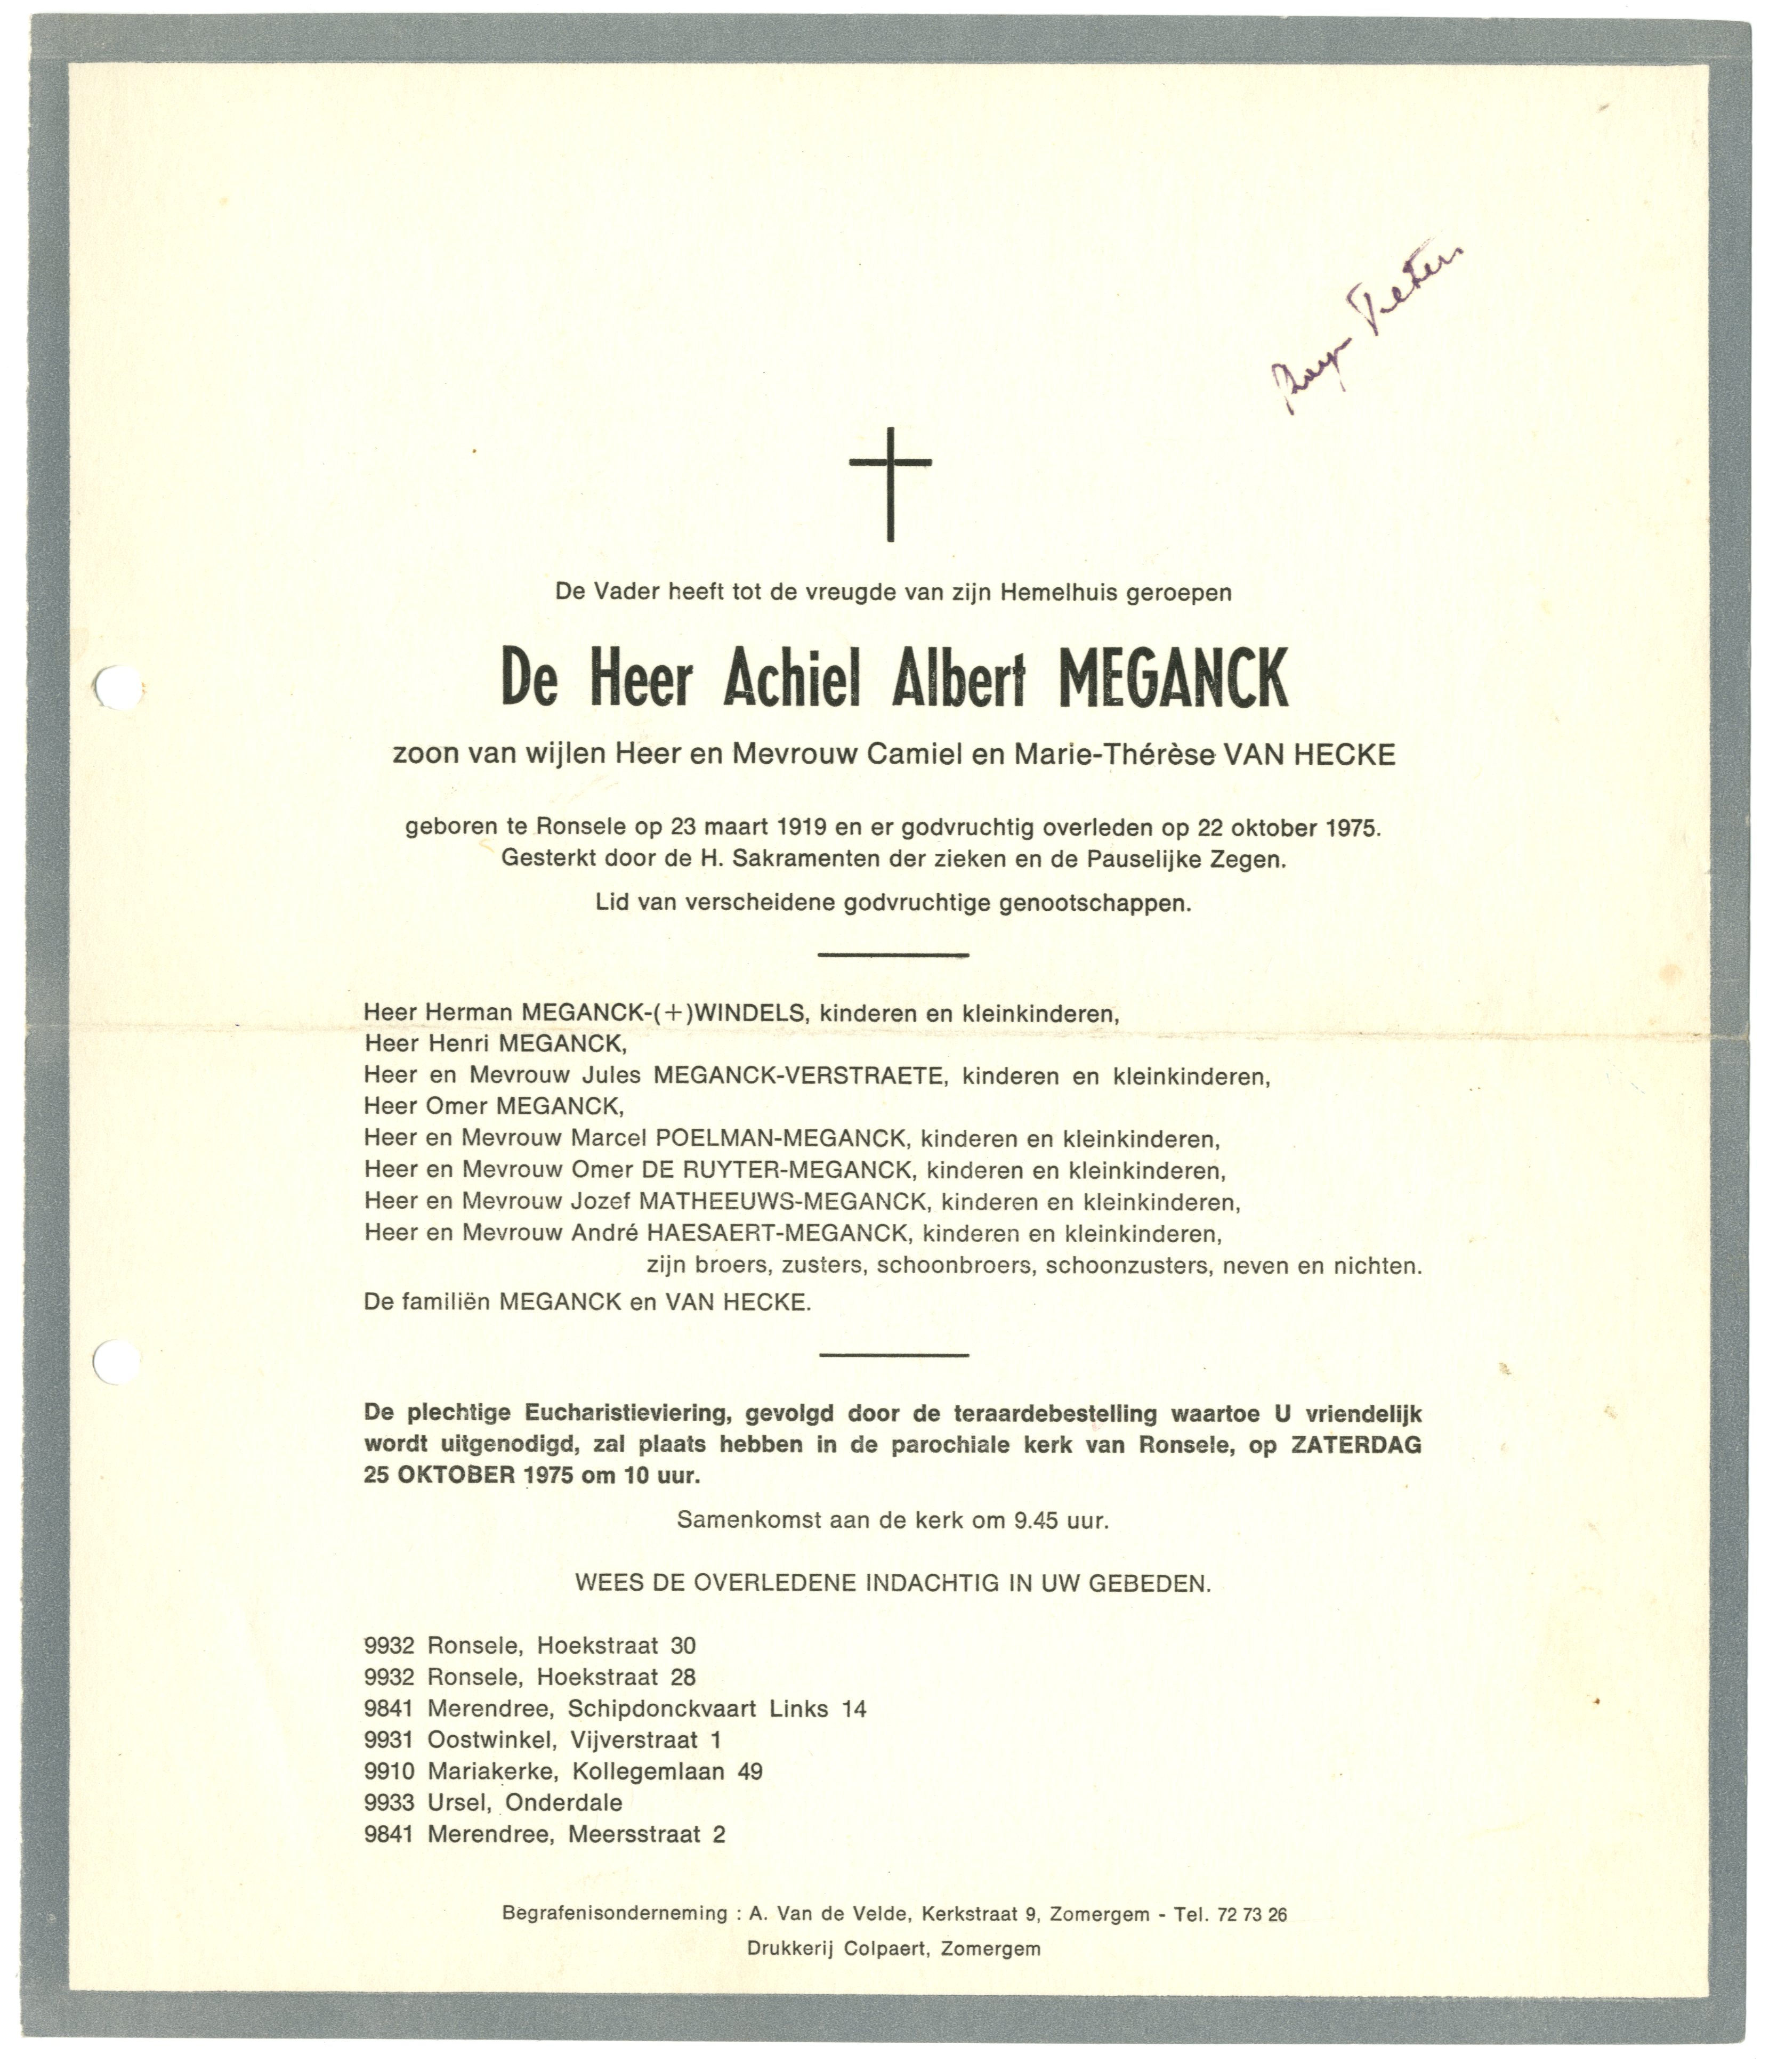 De Vader heeft tot de vreugde van zijn Hemelhuis geroepen
De Heer Achiel Albert MEGANCK
zoon van wijlen Heer en Mevrouw Camiel en Marie-Thérèse VAN HECKE
geboren te Ronsele op 23 maart 1919 en er godvruchtig overleden op 22 oktober 1975.
Gesterkt door de H. Sakramenten der zieken en de Pauselijke Zegen.
Lid van verscheidene godvruchtige genootschappen.
Heer Herman MEGANCK-(+)WINDELS, kinderen en kleinkinderen,
Heer Henri MEGANCK,
Heer en Mevrouw Jules MEGANCK-VERSTRAETE, kinderen en kleinkinderen,
Heer Omer MEGANCK,
Heer en Mevrouw Marcel POELMAN-MEGANCK, kinderen en kleinkinderen,
Heer en Mevrouw Omer DE RUYTER-MEGANCK, kinderen en kleinkinderen,
Heer en Mevrouw Jozef MATHEEUWS-MEGANCK, kinderen en kleinkinderen,
Heer en Mevrouw André HAESAERT-MEGANCK, kinderen en kleinkinderen,
zijn broers, zusters, schoonbroers, schoonzusters, neven en nichten.
De familiën MEGANCK en VAN HECKE.
De plechtige Eucharistieviering, gevolgd door de teraardebestelling waartoe U vriendelijk
wordt uitgenodigd, zal plaats hebben in de parochiale kerk van Ronsele, op ZATERDAG
25 OKTOBER 1975 om 10 uur.
Samenkomst aan de kerk om 9.45 uur.
WEES DE OVERLEDENE INDACHTIG IN UW GEBEDEN.
9932 Ronsele, Hoekstraat 30
9932 Ronsele, Hoekstraat 28
9841 Merendree, Schipdonckvaart Links 14
9931 Oostwinkel, Vijverstraat 1
9910 Mariakerke, Kollegemlaan 49
9933 Ursel, Onderdale
9841 Merendree, Meersstraat 2
Begrafenisonderneming : A. Van de Velde, Kerkstraat 9, Zomergem - Tel. 72 73 26
Drukkerij Colpaert, Zomergem